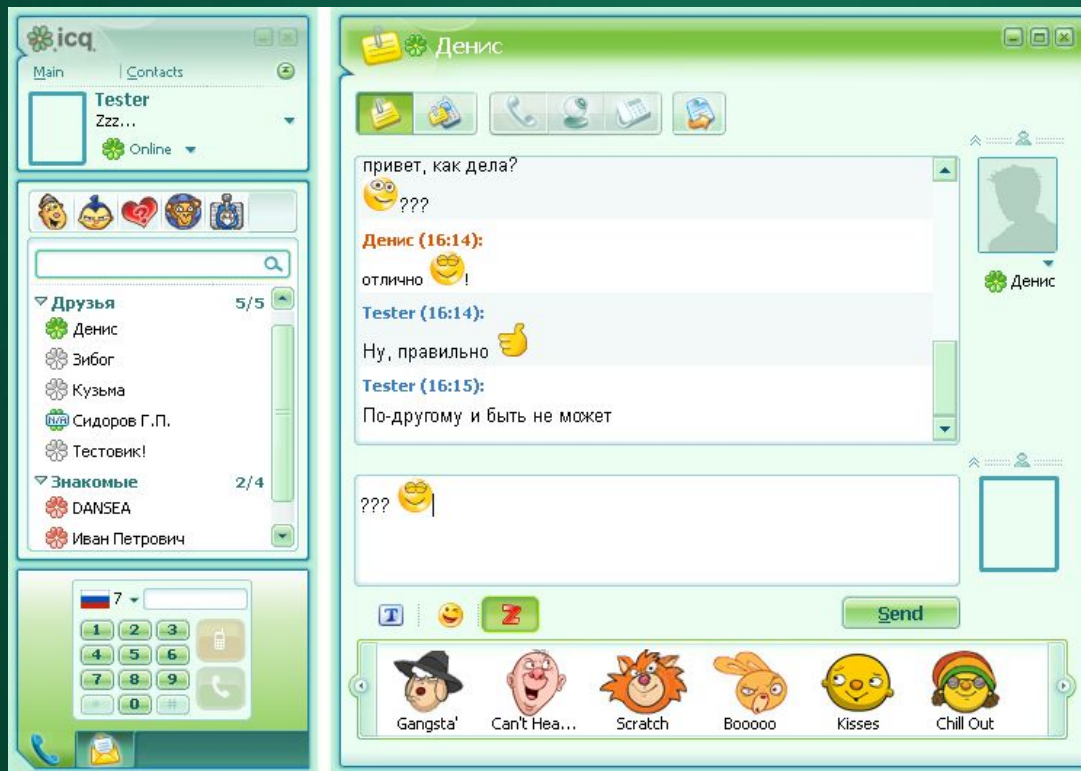 icq
Main | Contacts
Tester
Zzz...
Online
Друзья 5/5
Денис
Зибог
Кузьма
N/A Сидоров Г.П.
Тестовик!
Знакомые 2/4
DANSEA
Иван Петрович
7
1 2 3
4 5 6
7 8 9
* 0 #
Денис
привет, как дела?
???
Денис (16:14):
отлично !
Tester (16:14):
Ну, правильно
Tester (16:15):
По-другому и быть не может
Денис
???
T Z Send
Gangsta' Can't Hea... Scratch Booooo Kisses Chill Out